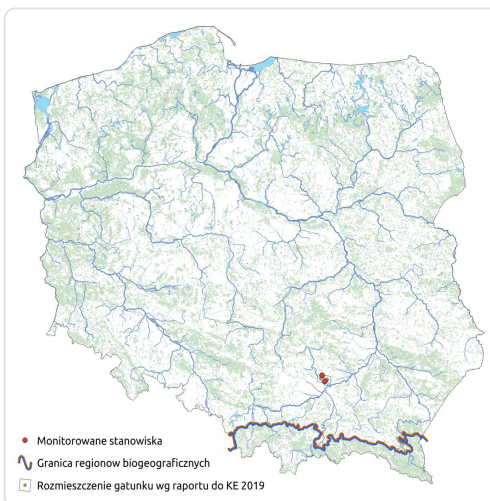 Monitorowane stanowiska
Granica regionow biogeograficznych
Rozmieszczenie gatunku wg raportu do KE 2019